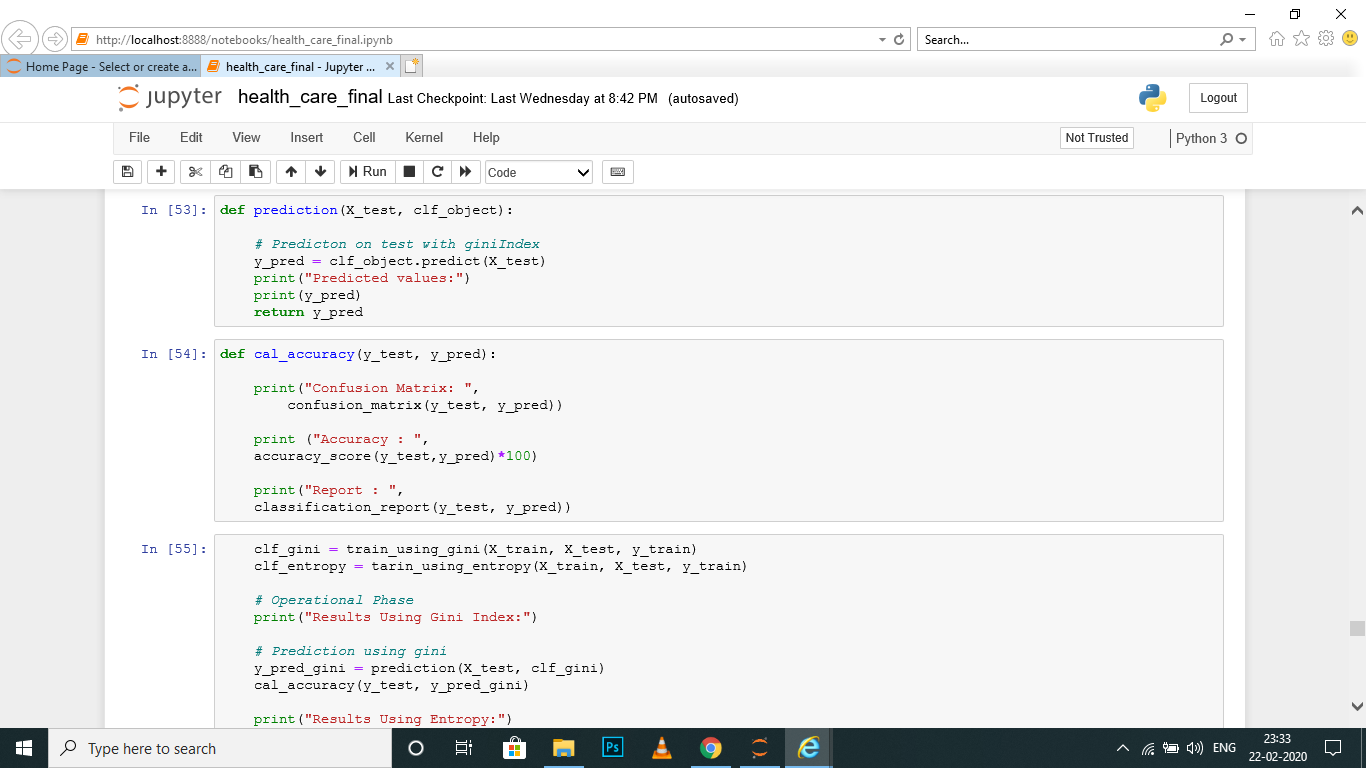 http://localhost:8888/notebooks/health_care_final.ipynb
Search...
Home Page - Select or create a...
health_care_final - Jupyter ...
jupyter health_care_final Last Checkpoint: Last Wednesday at 8:42 PM (autosaved)
Logout
File Edit View Insert Cell Kernel Help
Not Trusted
Python 3
Run
Code
In [53]: def prediction(X_test, clf_object):
# Predicton on test with giniIndex
y_pred = clf_object.predict(X_test)
print("Predicted values:")
print(y_pred)
return y_pred
In [54]: def cal_accuracy(y_test, y_pred):
print("Confusion Matrix: ",
confusion_matrix(y_test, y_pred))
print ("Accuracy : ",
accuracy_score(y_test,y_pred)*100)
print("Report : ",
classification_report(y_test, y_pred))
In [55]: clf_gini = train_using_gini(X_train, X_test, y_train)
clf_entropy = tarin_using_entropy(X_train, X_test, y_train)
# Operational Phase
print("Results Using Gini Index:")
# Prediction using gini
y_pred_gini = prediction(X_test, clf_gini)
cal_accuracy(y_test, y_pred_gini)
print("Results Using Entropy:")
Type here to search
Ps
ENG
23:33
22-02-2020